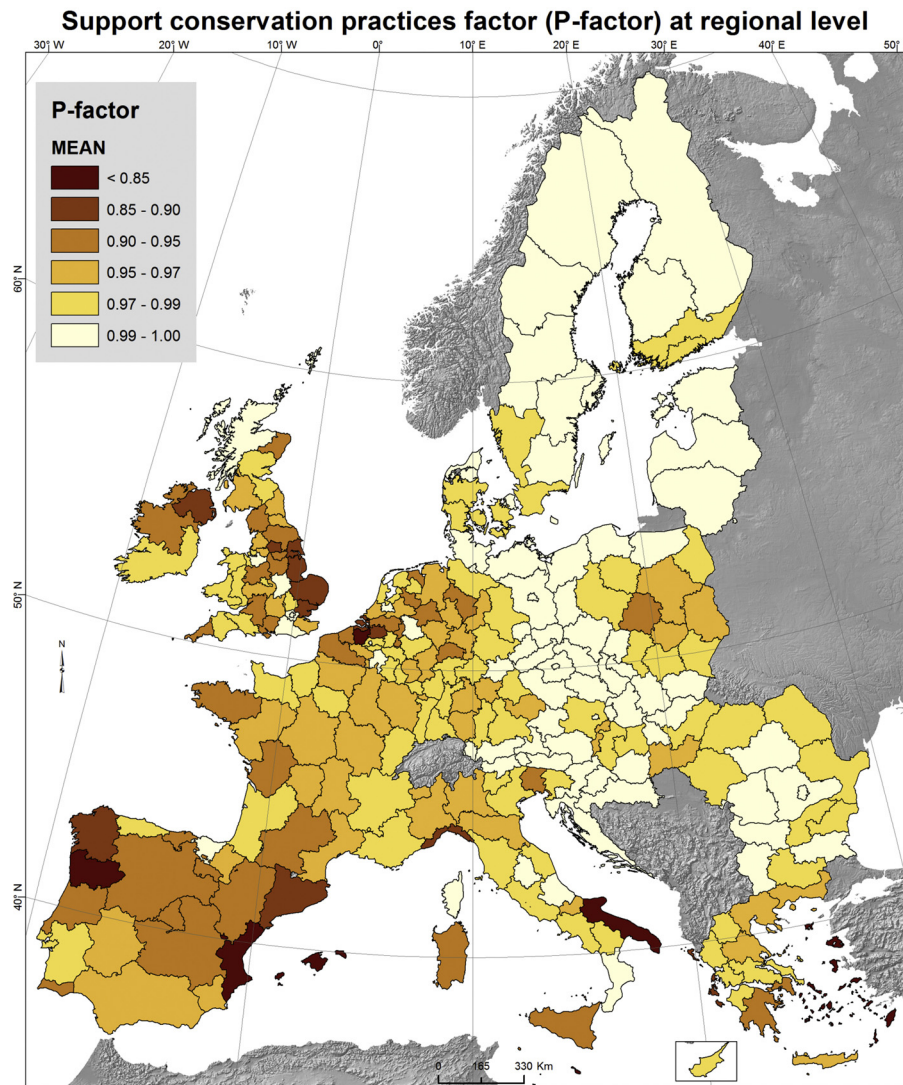 Support conservation practices factor (P-factor) at regional level
30° W 20° W 10° W 0° 10° E 20° E 30° E 40° E 50°
P-factor
MEAN
< 0.85
0.85 - 0.90
0.90 - 0.95
0.95 - 0.97
0.97 - 0.99
0.99 - 1.00
60° N
50° N
N
40° N
0 165 330 Km